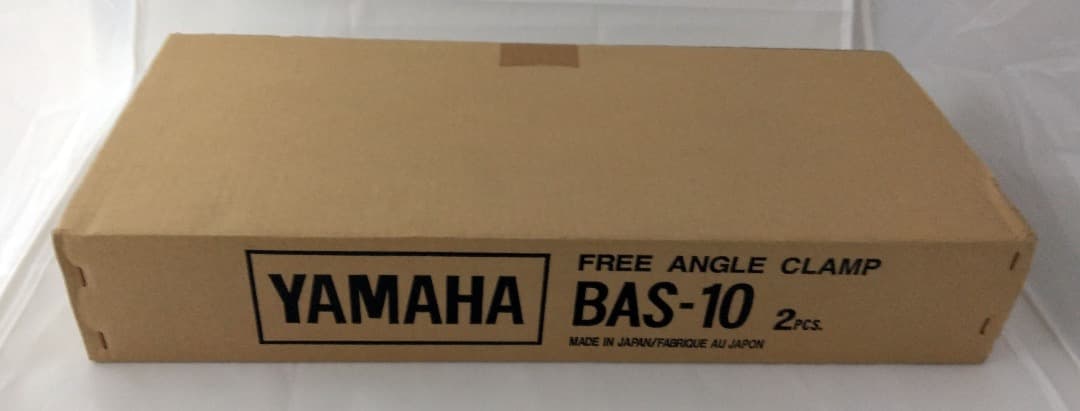 YAMAHA
FREE ANGLE CLAMP
BAS-10 2PCS.
MADE IN JAPAN/FABRIQUE AU JAPON